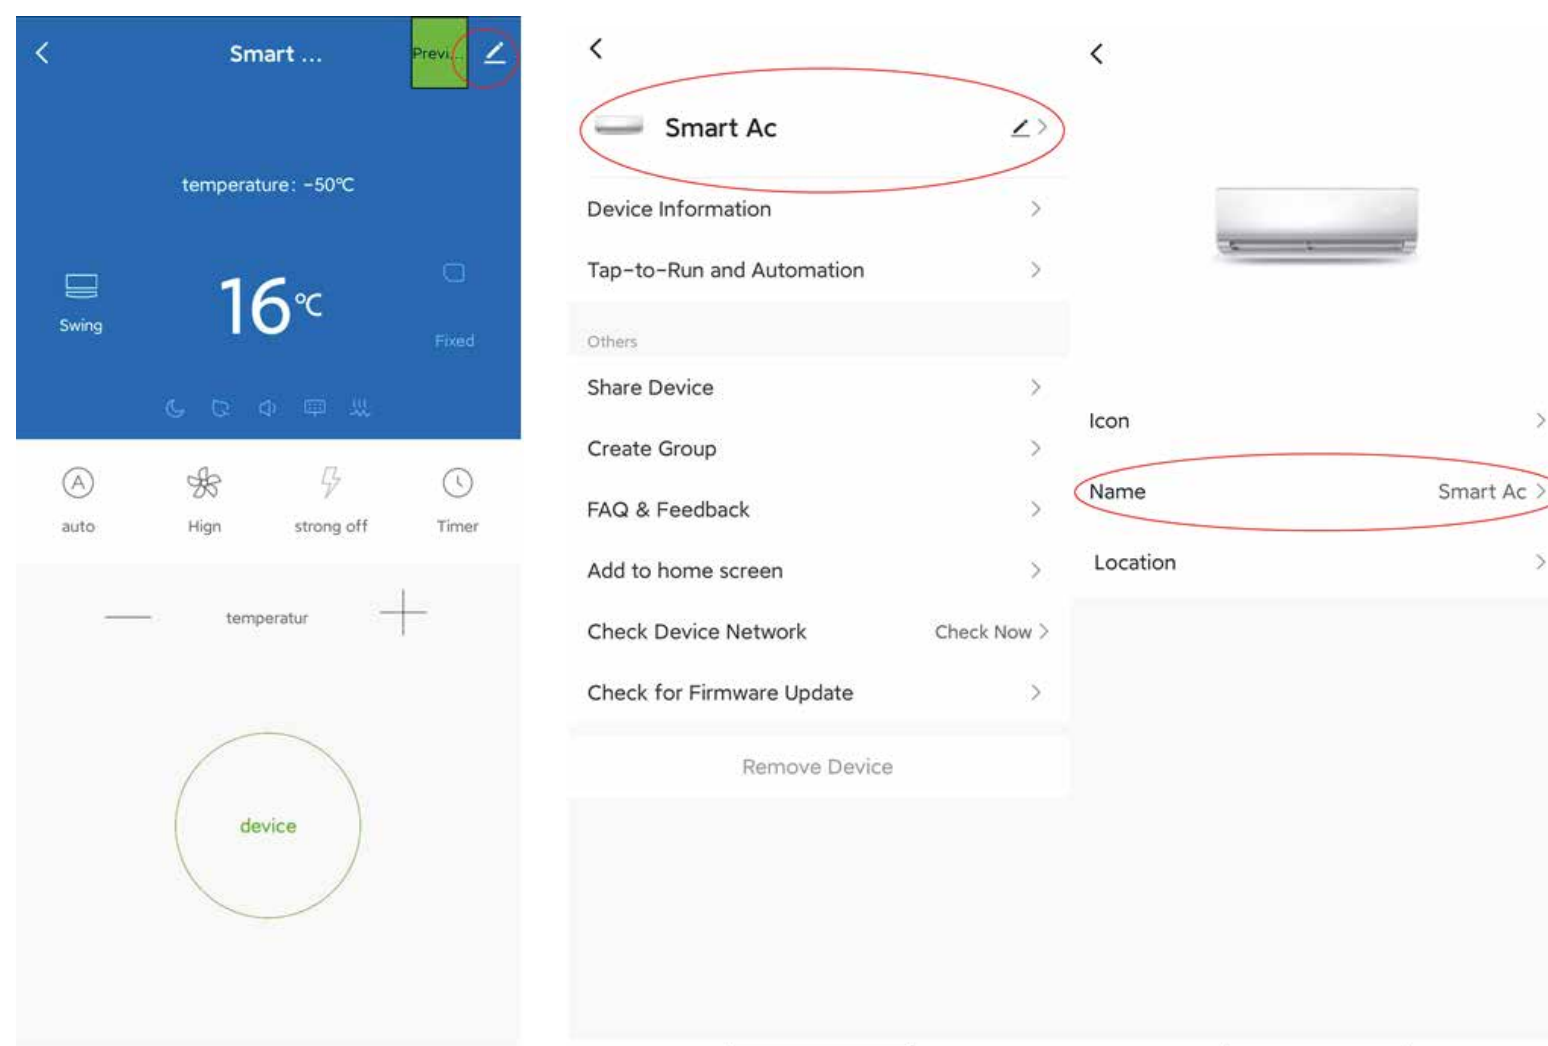 Smart ...
Previ...
temperature: -50℃
Swing
16℃
Fixed
auto
Hign
strong off
Timer
temperatur
device
Smart Ac
Device Information
Tap-to-Run and Automation
Others
Share Device
Create Group
FAQ & Feedback
Add to home screen
Check Device Network Check Now
Check for Firmware Update
Remove Device
Icon
Name Smart Ac
Location